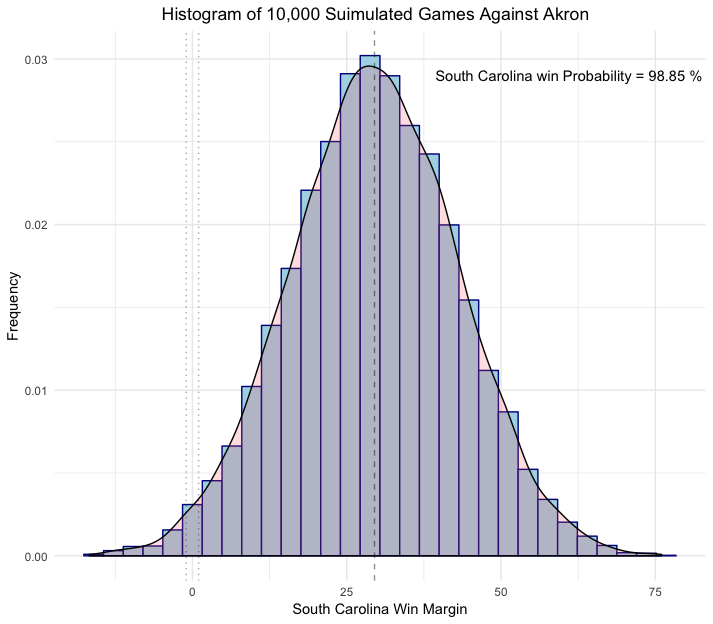 Histogram of 10,000 Suimulated Games Against Akron
South Carolina win Probability = 98.85 %
0.03
0.02
0.01
0.00
Frequency
0
25
50
75
South Carolina Win Margin